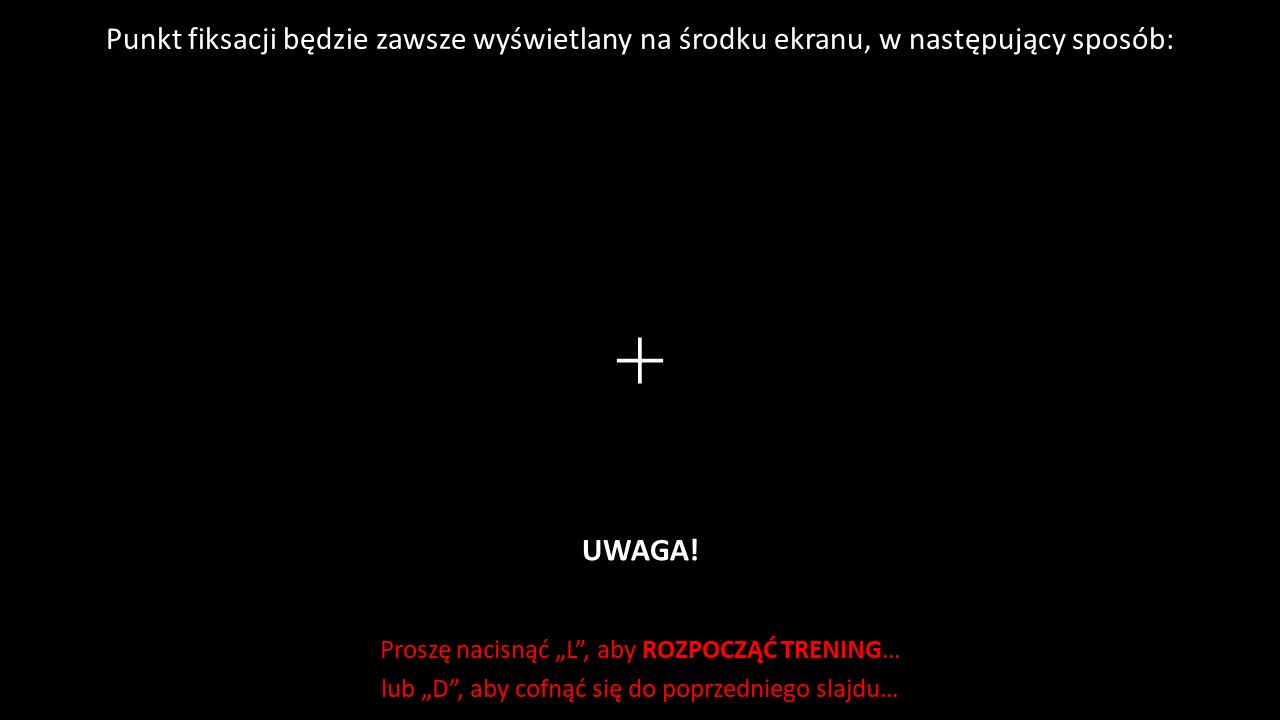 Punkt fiksacji będzie zawsze wyświetlany na środku ekranu, w następujący sposób:
UWAGA!
Proszę nacisnąć „L”, aby ROZPOCZĄĆ TRENING...
lub „D”, aby cofnąć się do poprzedniego slajdu...